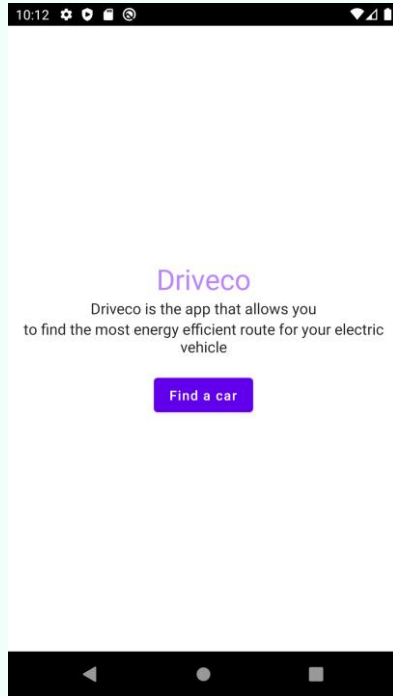 10:12
Driveco
Driveco is the app that allows you
to find the most energy efficient route for your electric
vehicle
Find a car